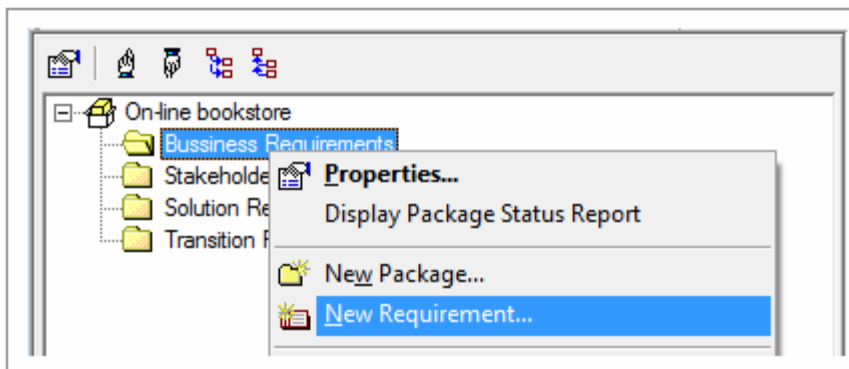 On-line bookstore
Bussiness Requirements
Stakeholde
Solution Re
Transition
Properties...
Display Package Status Report
New Package...
New Requirement...